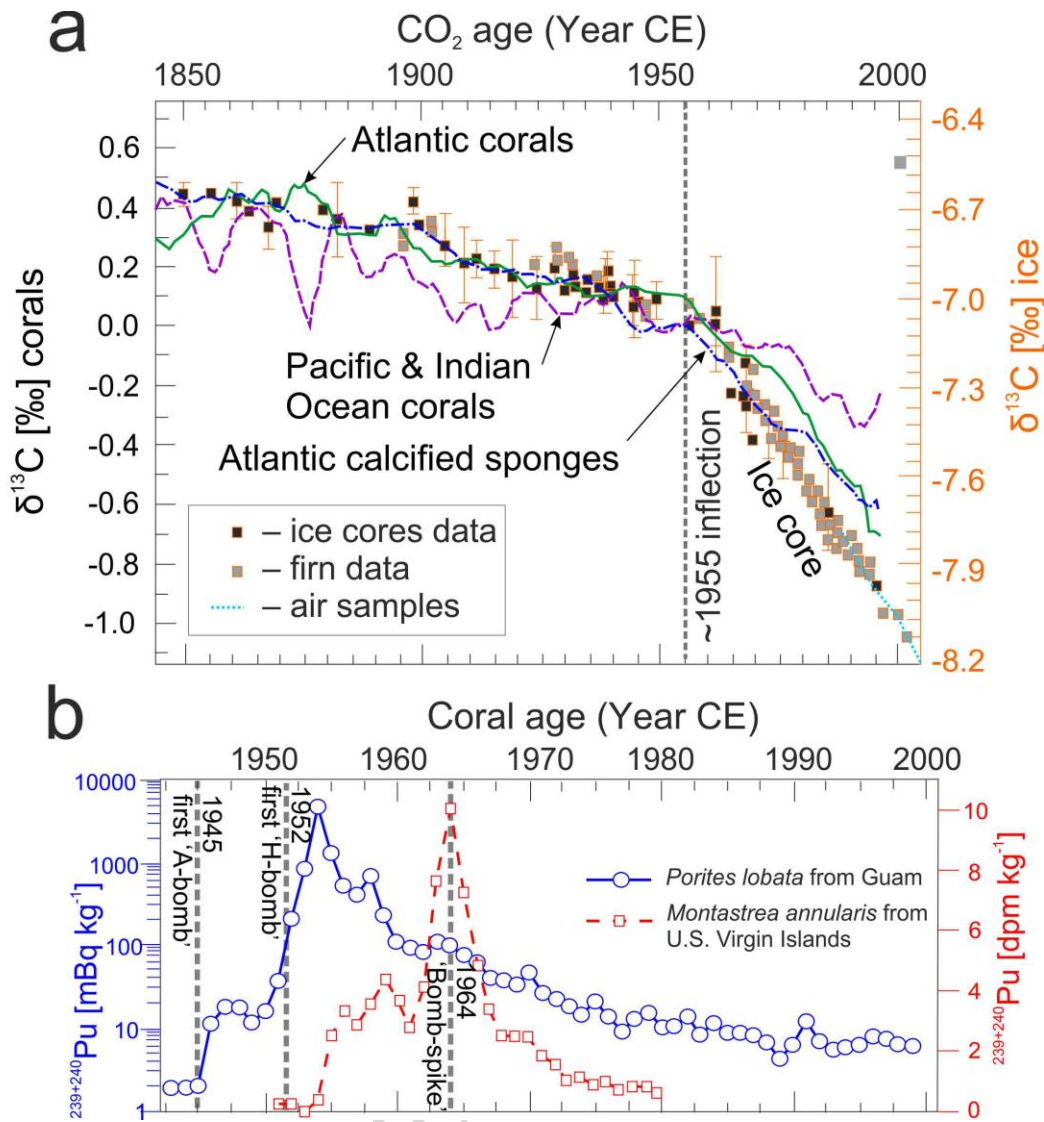 a
CO₂ age (Year CE)
1850 1900 1950 2000
0.6
0.4
0.2
0.0
-0.2
-0.4
-0.6
-0.8
-1.0
δ¹³C [‰] corals
-6.4
-6.7
-7.0
-7.3
-7.6
-7.9
-8.2
δ¹³C [‰] ice
Atlantic corals
Pacific & Indian
Ocean corals
Atlantic calcified sponges
Ice core
~1955 inflection
– ice cores data
– firn data
– air samples
b
Coral age (Year CE)
1950 1960 1970 1980 1990 2000
10000
1000
100
10
1
²³⁹⁺²⁴⁰Pu [mBq kg⁻¹]
10
8
6
4
2
0
²³⁹⁺²⁴⁰Pu [dpm kg⁻¹]
1945
first 'A-bomb'
1952
first 'H-bomb'
1964
'Bomb-spike'
Porites lobata from Guam
Montastrea annularis from
U.S. Virgin Islands